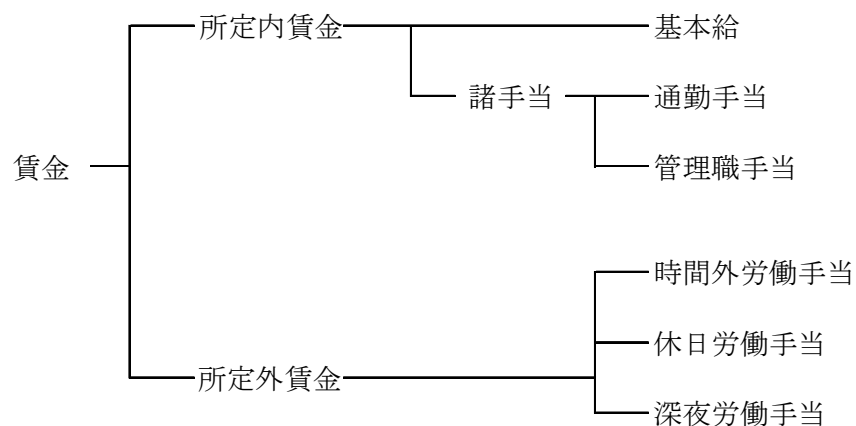 所定内賃金
基本給
諸手当
通勤手当
管理職手当
賃金
時間外労働手当
休日労働手当
所定外賃金
深夜労働手当